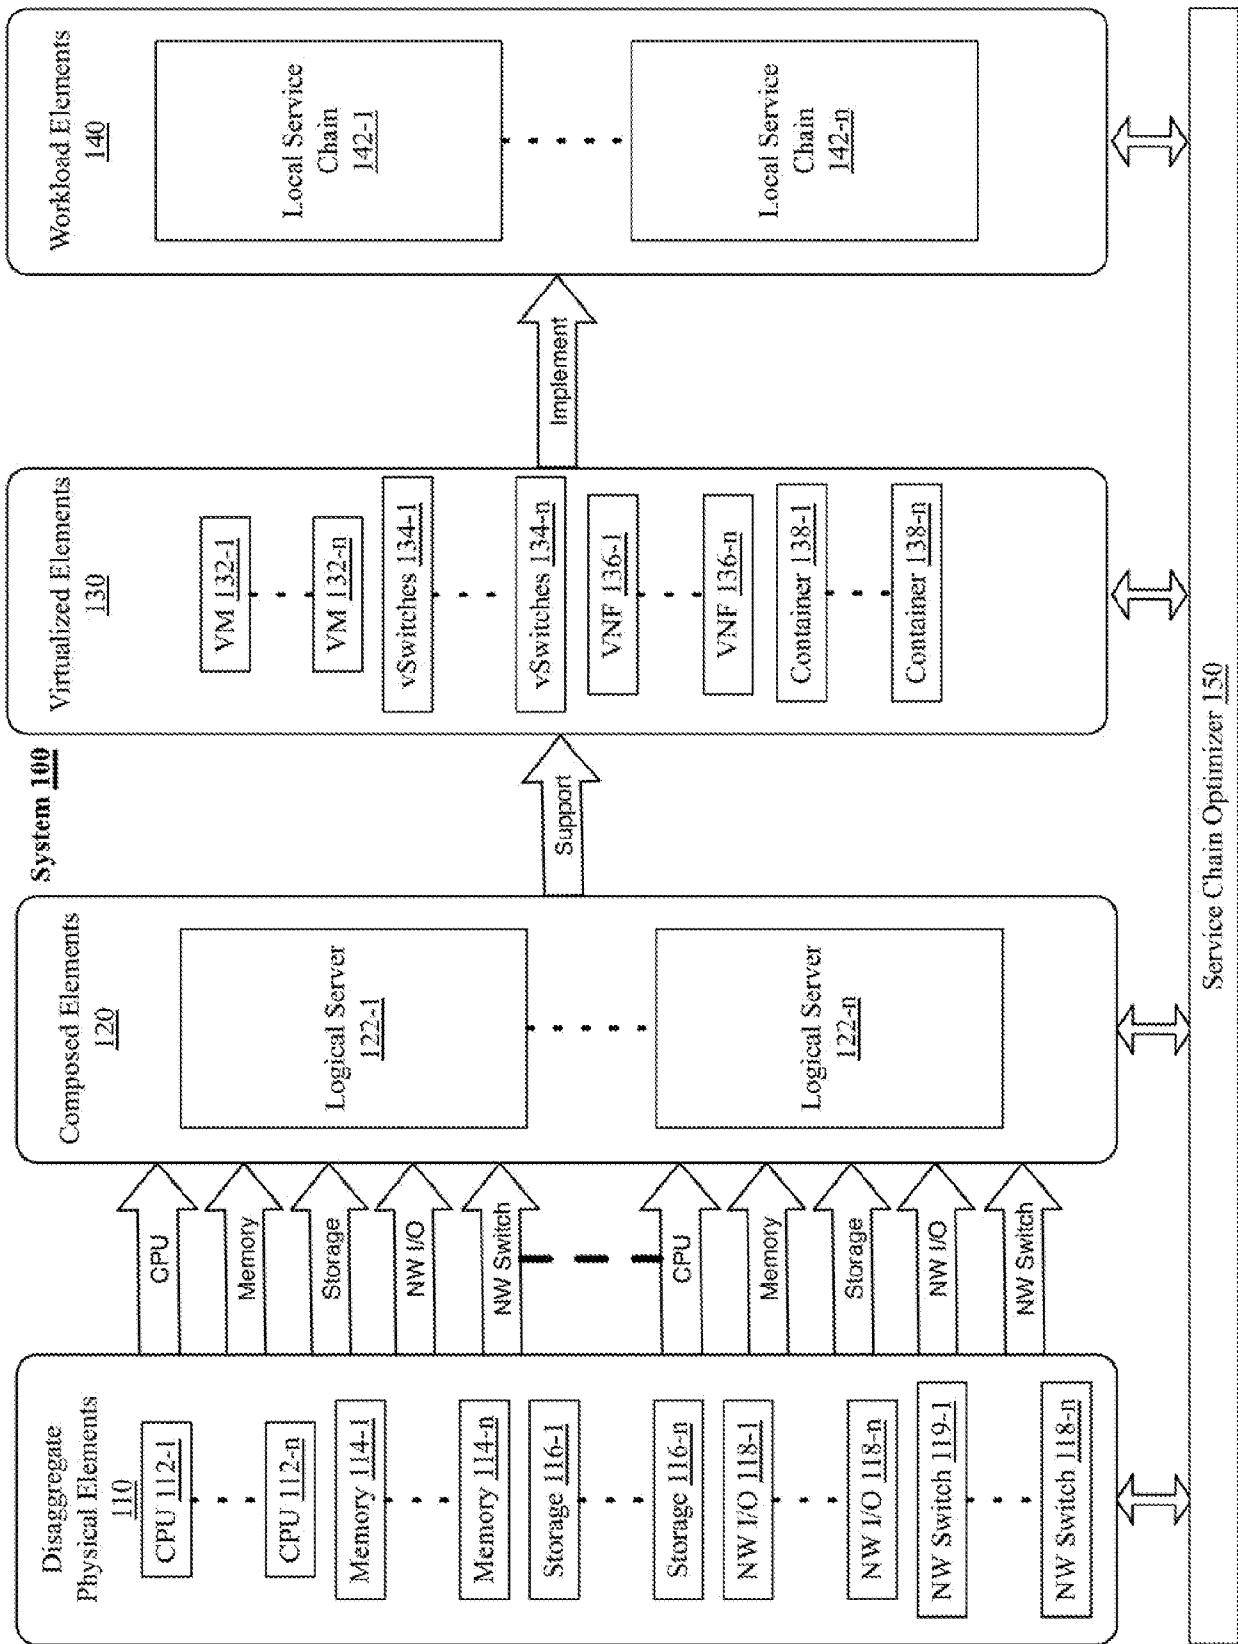 System 100
Disaggregate
Physical Elements
110
CPU 112-1
CPU 112-n
Memory 114-1
Memory 114-n
Storage 116-1
Storage 116-n
NW I/O 118-1
NW I/O 118-n
NW Switch 119-1
NW Switch 118-n
CPU
Memory
Storage
NW I/O
NW Switch
CPU
Memory
Storage
NW I/O
NW Switch
Composed Elements
120
Logical Server
122-1
Logical Server
122-n
Support
Virtualized Elements
130
VM 132-1
VM 132-n
vSwitches 134-1
vSwitches 134-n
VNF 136-1
VNF 136-n
Container 138-1
Container 138-n
Implement
Workload Elements
140
Local Service
Chain
142-1
Local Service
Chain
142-n
Service Chain Optimizer 150